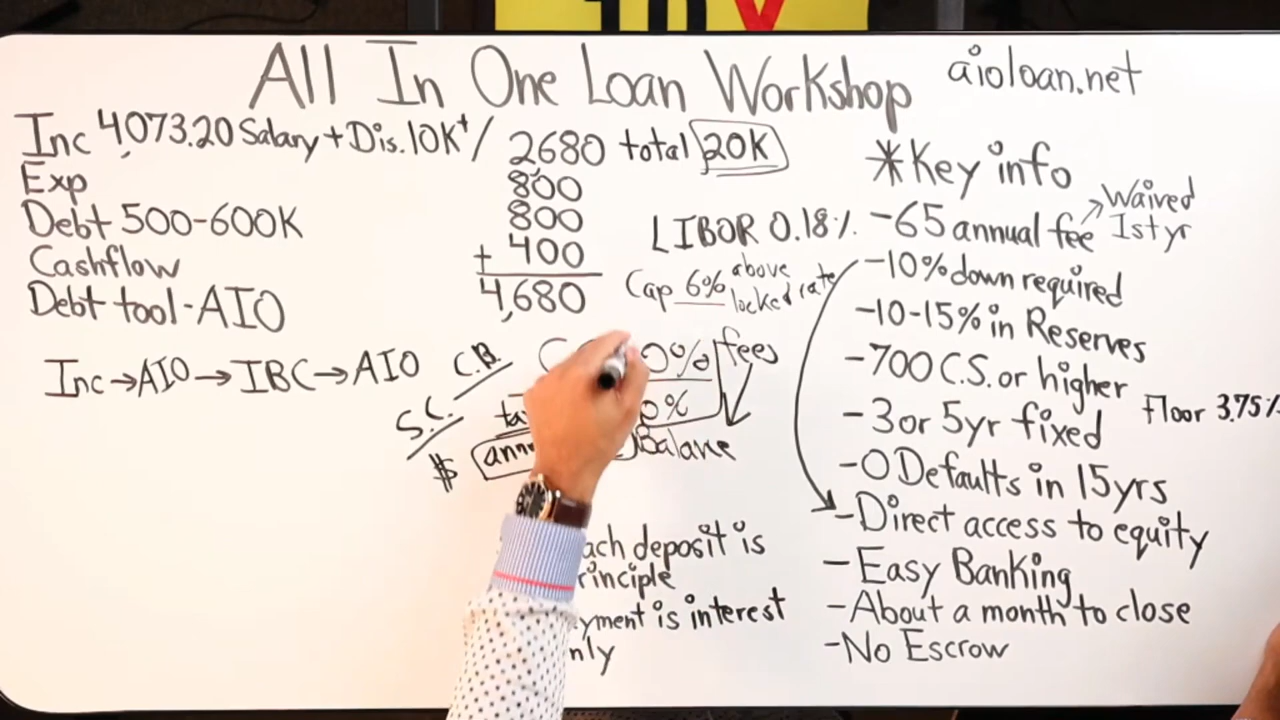 All In One Loan Workshop
aioloan.net
Inc 4,073.20 Salary + Dis. 10K+ / 2680 total 20K
Exp 800
Debt 500-600K 800
Cashflow + 400
Debt tool - AIO 4,680
Inc → AIO → IBC → AIO
LIBOR 0.18%.
Cap 6% above locked rate
C.B.
S.C.
$
0% fees
0%
Balance
ach deposit is
rinciple
yment is interest
nly
*Key info
-65 annual fee Waived 1st yr
-10% down required
-10-15% in Reserves
-700 C.S. or higher
Floor 3.75%
-3 or 5yr fixed
-0 Defaults in 15yrs
-Direct access to equity
-Easy Banking
-About a month to close
-No Escrow